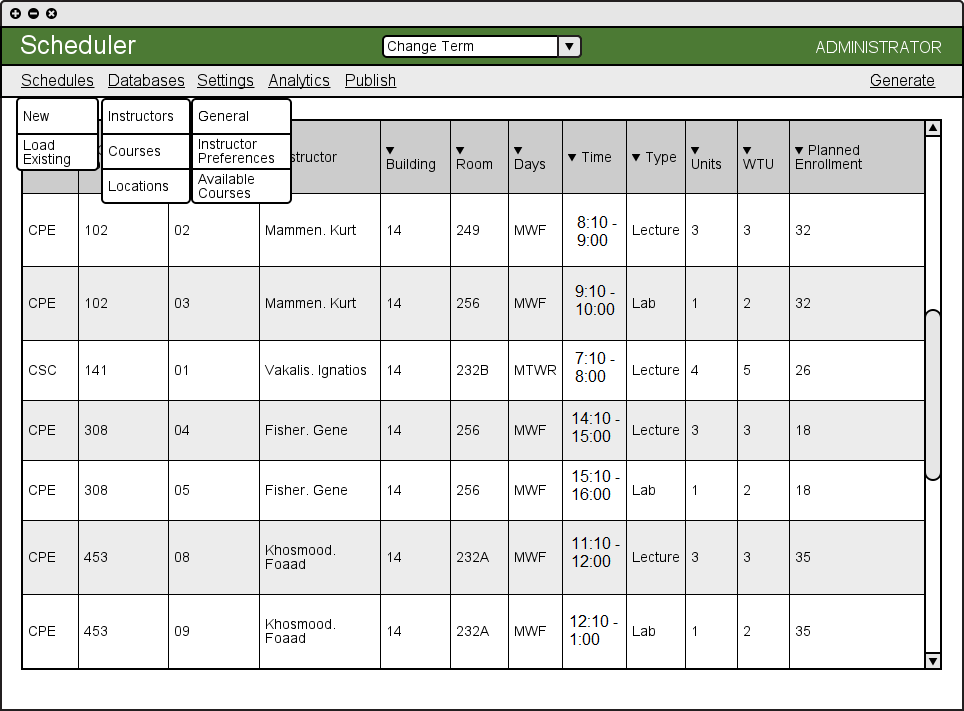 Scheduler
Change Term
ADMINISTRATOR
Schedules Databases Settings Analytics Publish Generate
New
Load
Existing
Instructors
Courses
Locations
General
Instructor
Preferences
Available
Courses
structor
Building
Room
Days
Time
Type
Units
WTU
Planned
Enrollment
CPE 102 02 Mammen. Kurt 14 249 MWF 8:10 - 9:00 Lecture 3 3 32
CPE 102 03 Mammen. Kurt 14 256 MWF 9:10 - 10:00 Lab 1 2 32
CSC 141 01 Vakalis. Ignatios 14 232B MTWR 7:10 - 8:00 Lecture 4 5 26
CPE 308 04 Fisher. Gene 14 256 MWF 14:10 - 15:00 Lecture 3 3 18
CPE 308 05 Fisher. Gene 14 256 MWF 15:10 - 16:00 Lab 1 2 18
CPE 453 08 Khosmood. Foaad 14 232A MWF 11:10 - 12:00 Lecture 3 3 35
CPE 453 09 Khosmood. Foaad 14 232A MWF 12:10 - 1:00 Lab 1 2 35